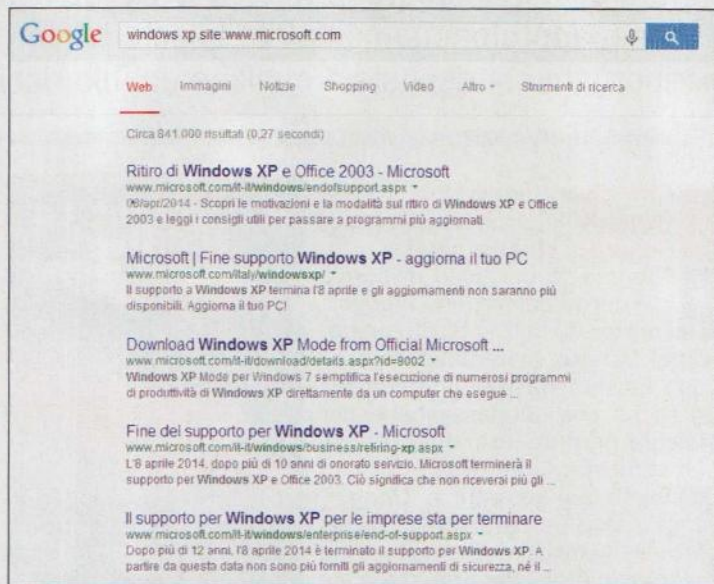 Google
windows xp site www.microsoft.com
Web Immagini Notizie Shopping Video Altro Strumenti di ricerca
Circa 841.000 risultati (0,27 secondi)
Ritiro di Windows XP e Office 2003 - Microsoft
www.microsoft.com/it-it/windows/endofsupport.aspx
08/apr/2014 - Scopri le motivazioni e la modalità sul ritiro di Windows XP e Office
2003 e leggi i consigli utili per passare a programmi più aggiornati.
Microsoft | Fine supporto Windows XP - aggiorna il tuo PC
www.microsoft.com/italy/windowsxp/
Il supporto a Windows XP termina l'8 aprile e gli aggiornamenti non saranno più
disponibili. Aggiorna il tuo PC!
Download Windows XP Mode from Official Microsoft ...
www.microsoft.com/it-it/download/details.aspx?id=8002
Windows XP Mode per Windows 7 semplifica l'esecuzione di numerosi programmi
di produttività di Windows XP direttamente da un computer che esegue ...
Fine del supporto per Windows XP - Microsoft
www.microsoft.com/it-it/windows/business/retiring-xp.aspx
L'8 aprile 2014, dopo più di 10 anni di onorato servizio, Microsoft terminerà il
supporto per Windows XP e Office 2003. Ciò significa che non riceverai più gli ...
Il supporto per Windows XP per le imprese sta per terminare
www.microsoft.com/it-it/windows/enterprise/end-of-support.aspx
Dopo più di 12 anni, l'8 aprile 2014 è terminato il supporto per Windows XP. A
partire da questa data non sono più forniti gli aggiornamenti di sicurezza, né il ...